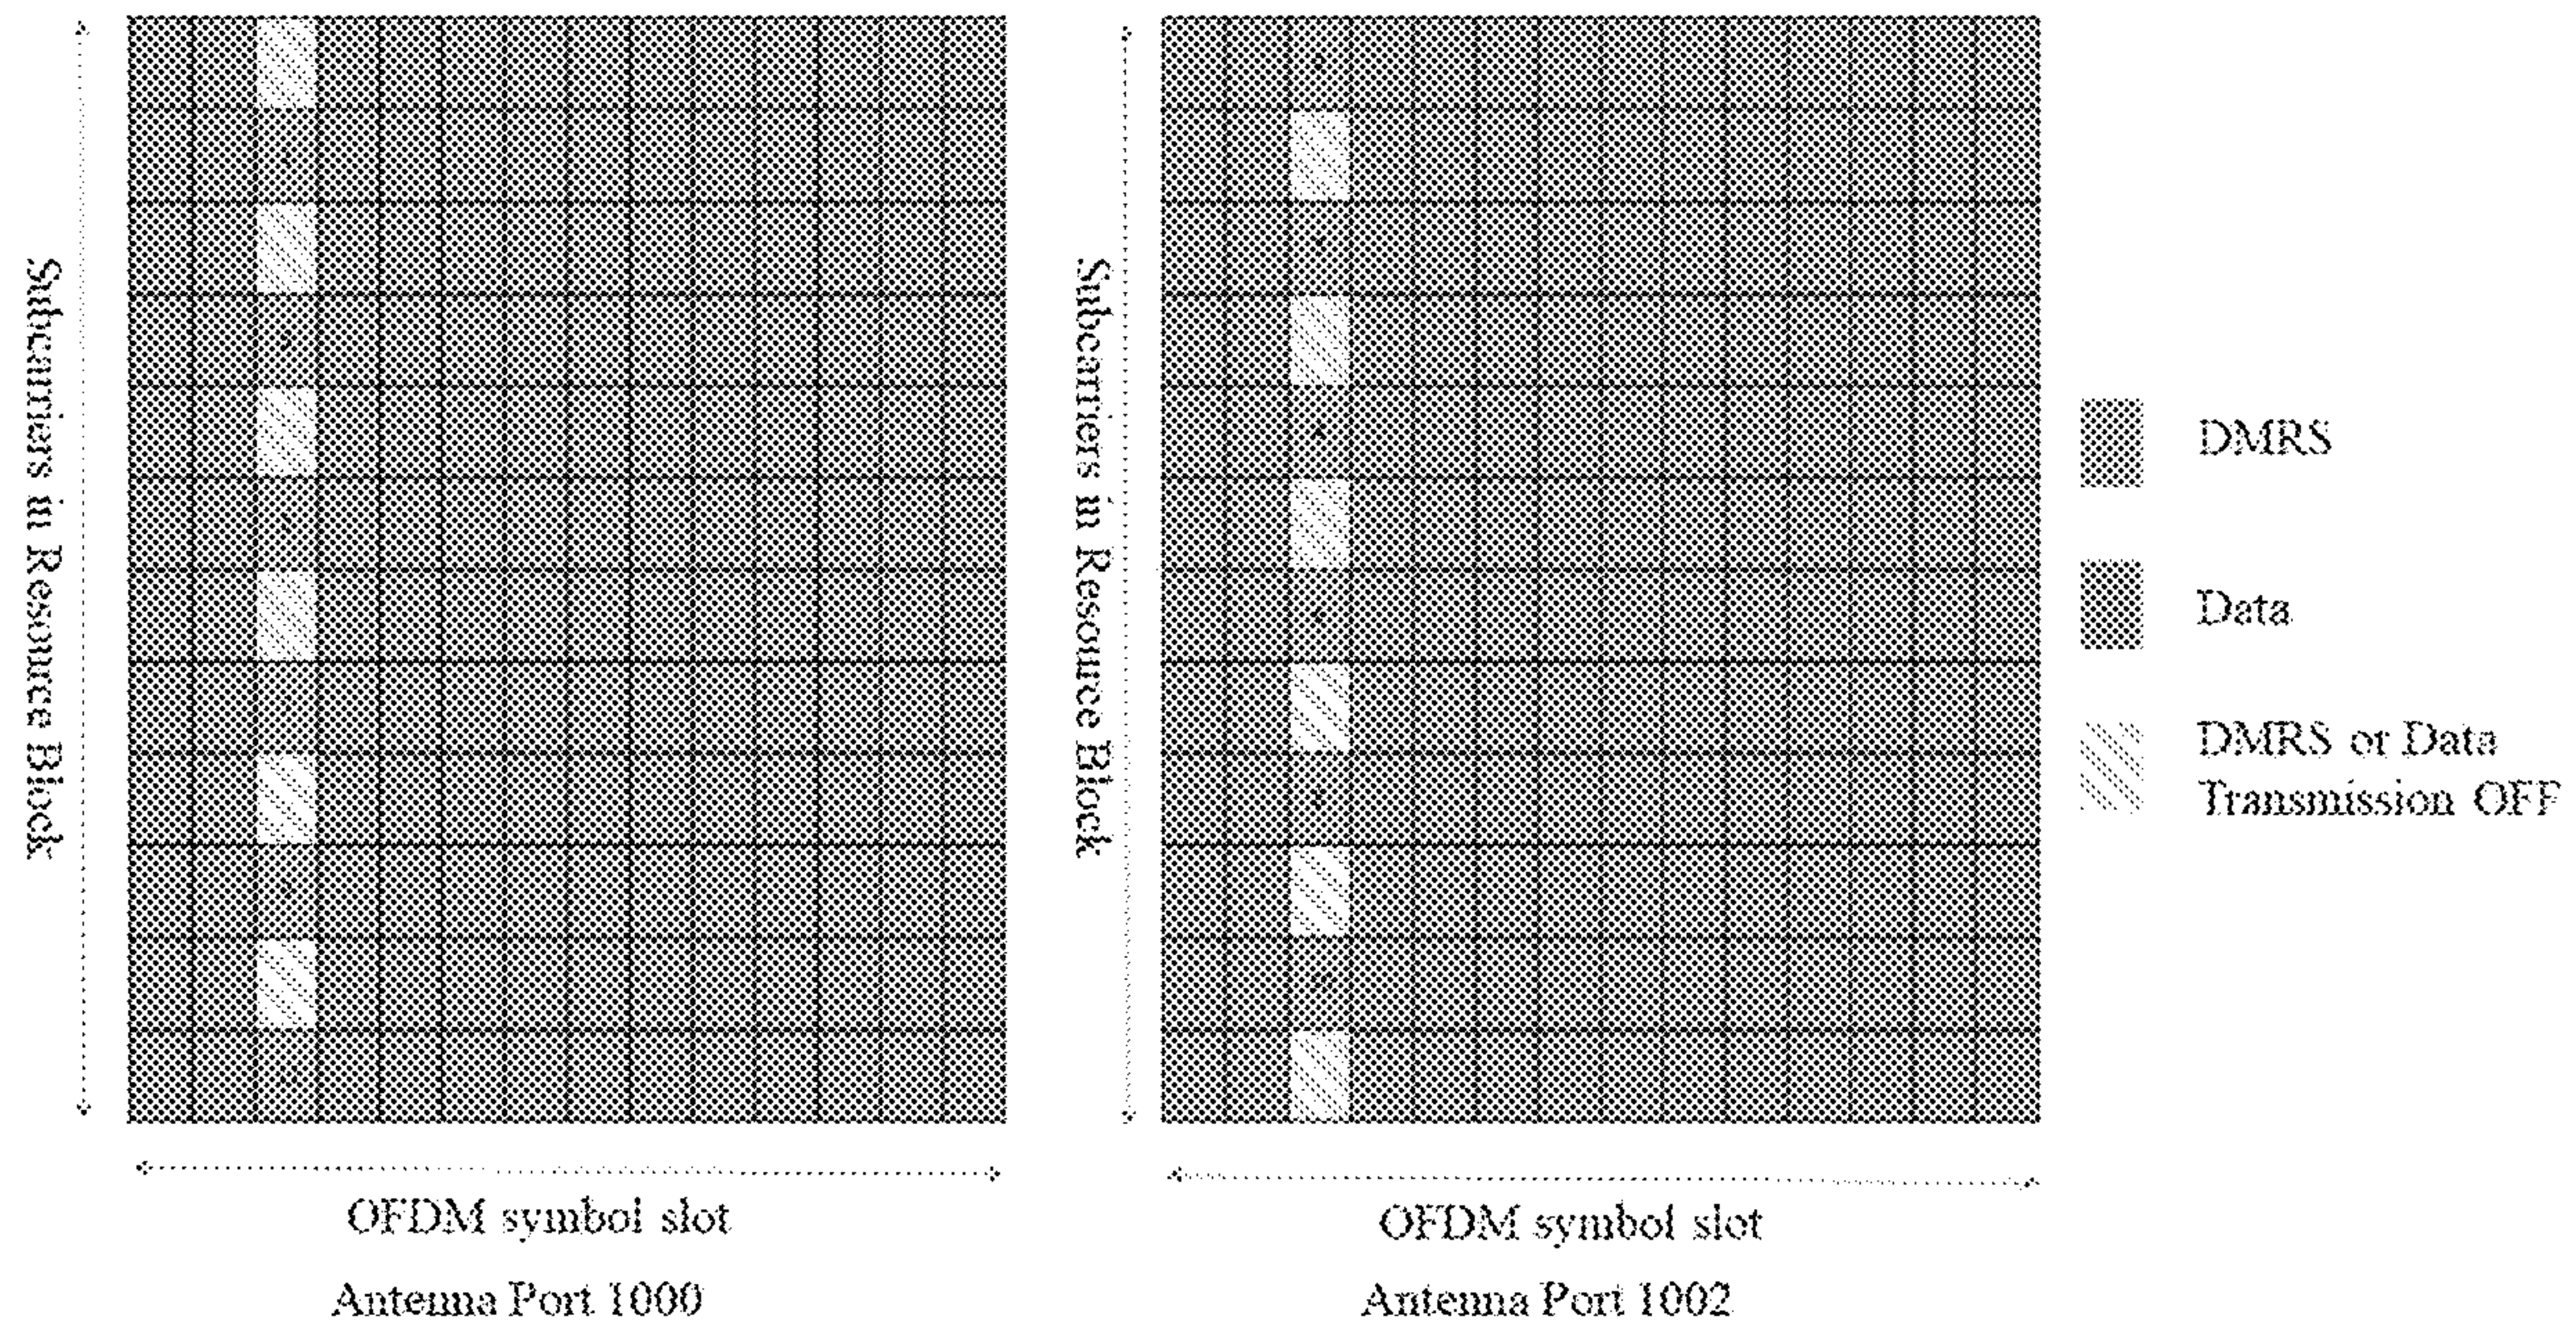 Subcarriers in Resource Block
OFDM symbol slot
Antenna Port 1000
Subcarriers in Resource Block
OFDM symbol slot
Antenna Port 1002
DMRS
Data
DMRS or Data
Transmission OFF